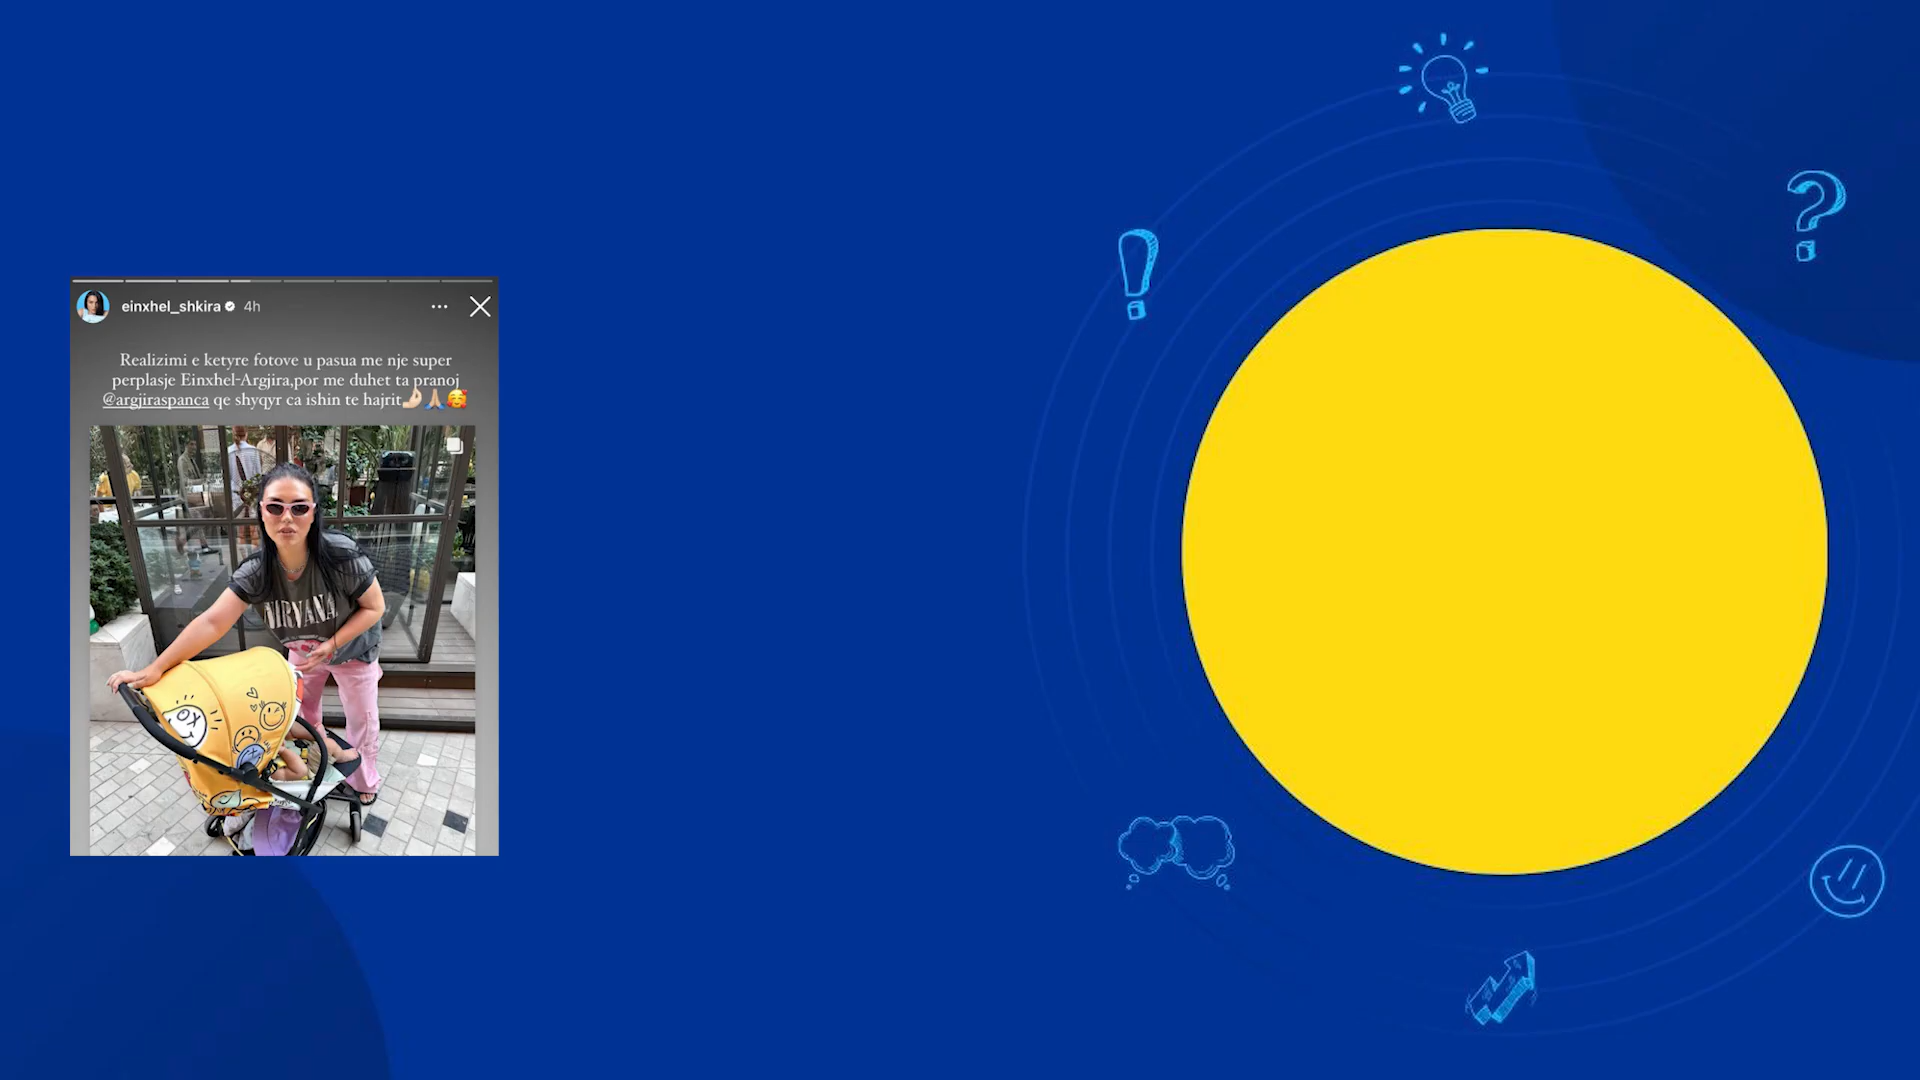 einxhel_shkira 4h
Realizimi e ketyre fotove u pasua me nje super
perplasje Einxhel-Argjira,por me duhet ta pranoj
@argjiraspanca qe shyqyr ca ishin te hajrit👌🏼🙏🏼🥰
NIRVANA
KO